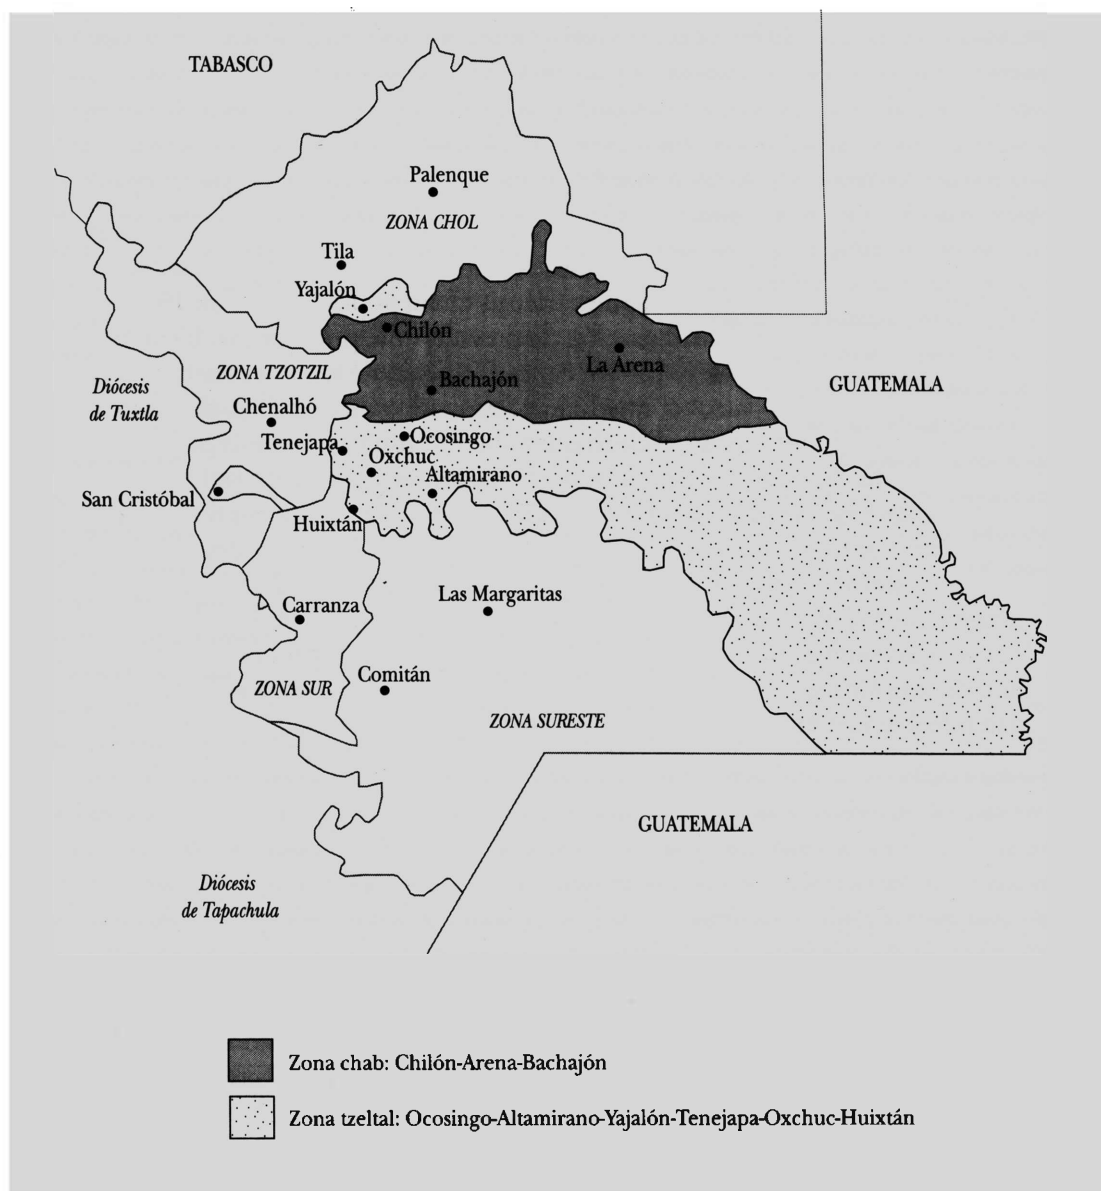 TABASCO
Palenque
ZONA CHOL
Tila
Yajalón
Chilón
La Arena
ZONA TZOTZIL
Bachajón
Diócesis
de Tuxtla
GUATEMALA
Chenalhó
Tenejapa
Ocosingo
Oxchuc
Altamirano
San Cristóbal
Huixtán
Las Margaritas
Carranza
Comitán
ZONA SUR
ZONA SURESTE
GUATEMALA
Diócesis
de Tapachula
Zona chab: Chilón-Arena-Bachajón
Zona tzeltal: Ocosingo-Altamirano-Yajalón-Tenejapa-Oxchuc-Huixtán